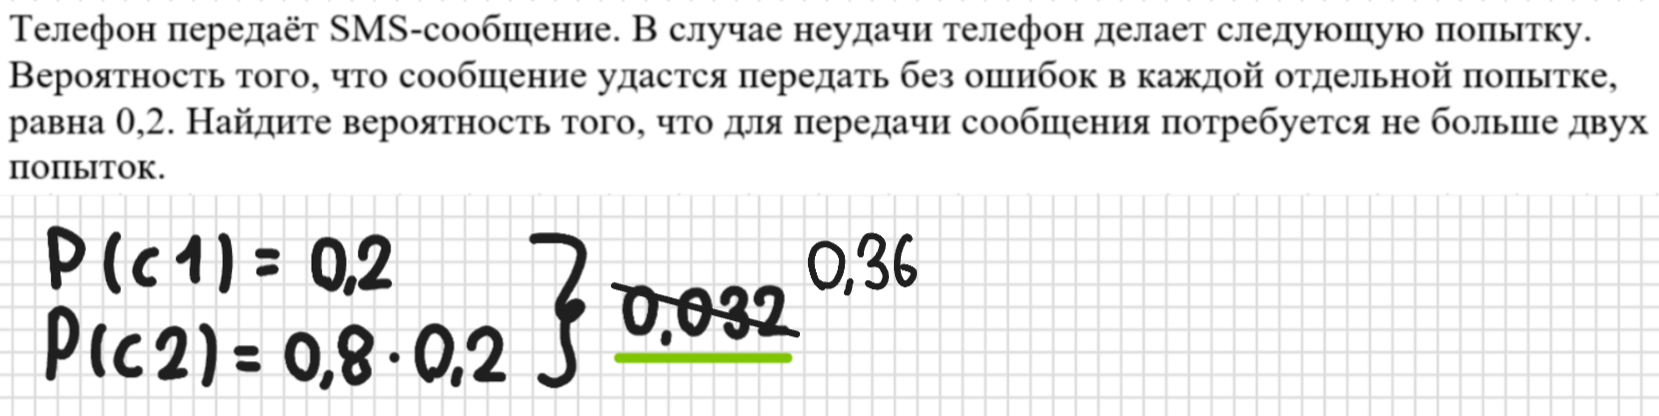 Телефон передаёт SMS-сообщение. В случае неудачи телефон делает следующую попытку.
Вероятность того, что сообщение удастся передать без ошибок в каждой отдельной попытке,
равна 0,2. Найдите вероятность того, что для передачи сообщения потребуется не больше двух
попыток.
P(c1) = 0,2
P(c2) = 0,8 · 0,2
0,032
0,36